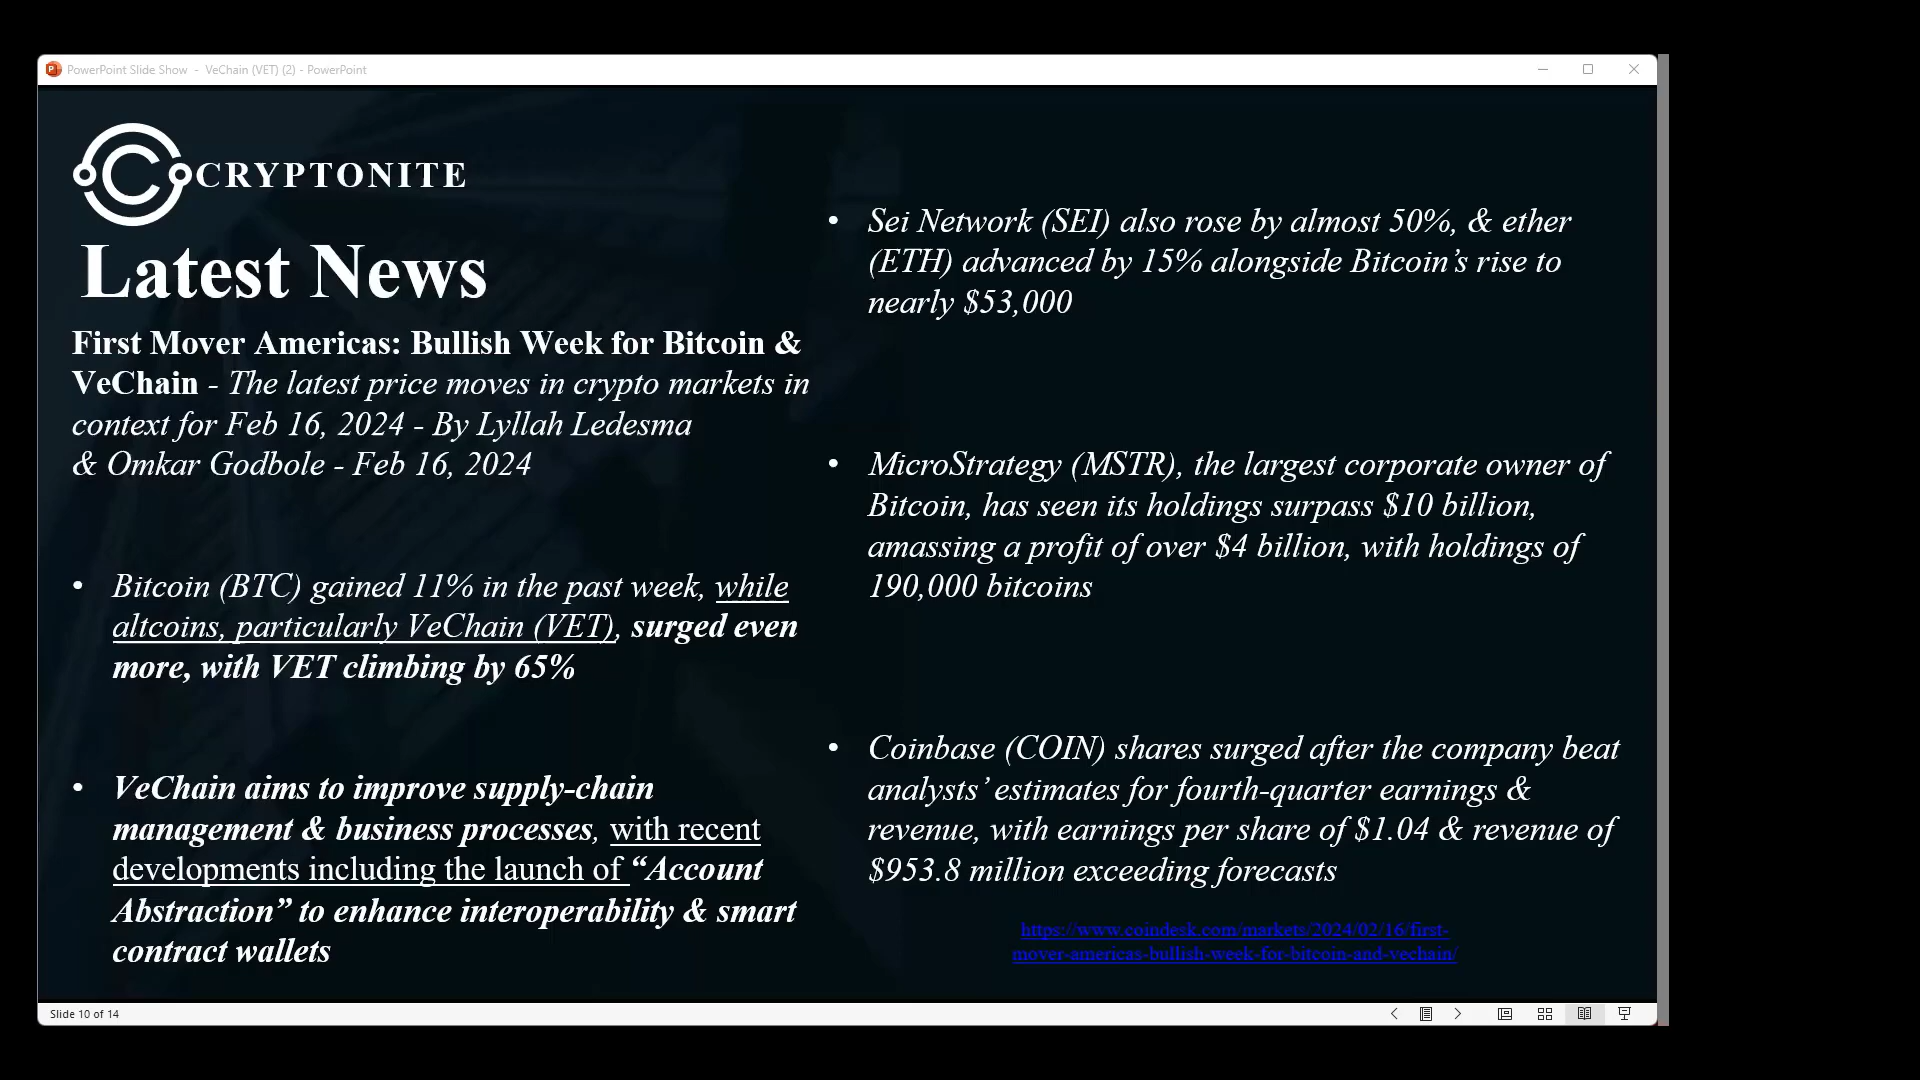 PowerPoint Slide Show - VeChain (VET) (2) - PowerPoint
CRYPTONITE
Latest News
First Mover Americas: Bullish Week for Bitcoin &
VeChain - The latest price moves in crypto markets in
context for Feb 16, 2024 - By Lyllah Ledesma
& Omkar Godbole - Feb 16, 2024
• Bitcoin (BTC) gained 11% in the past week, while
altcoins, particularly VeChain (VET), surged even
more, with VET climbing by 65%
• VeChain aims to improve supply-chain
management & business processes, with recent
developments including the launch of “Account
Abstraction” to enhance interoperability & smart
contract wallets
• Sei Network (SEI) also rose by almost 50%, & ether
(ETH) advanced by 15% alongside Bitcoin’s rise to
nearly $53,000
• MicroStrategy (MSTR), the largest corporate owner of
Bitcoin, has seen its holdings surpass $10 billion,
amassing a profit of over $4 billion, with holdings of
190,000 bitcoins
• Coinbase (COIN) shares surged after the company beat
analysts’ estimates for fourth-quarter earnings &
revenue, with earnings per share of $1.04 & revenue of
$953.8 million exceeding forecasts
https://www.coindesk.com/markets/2024/02/16/first-
mover-americas-bullish-week-for-bitcoin-and-vechain/
Slide 10 of 14